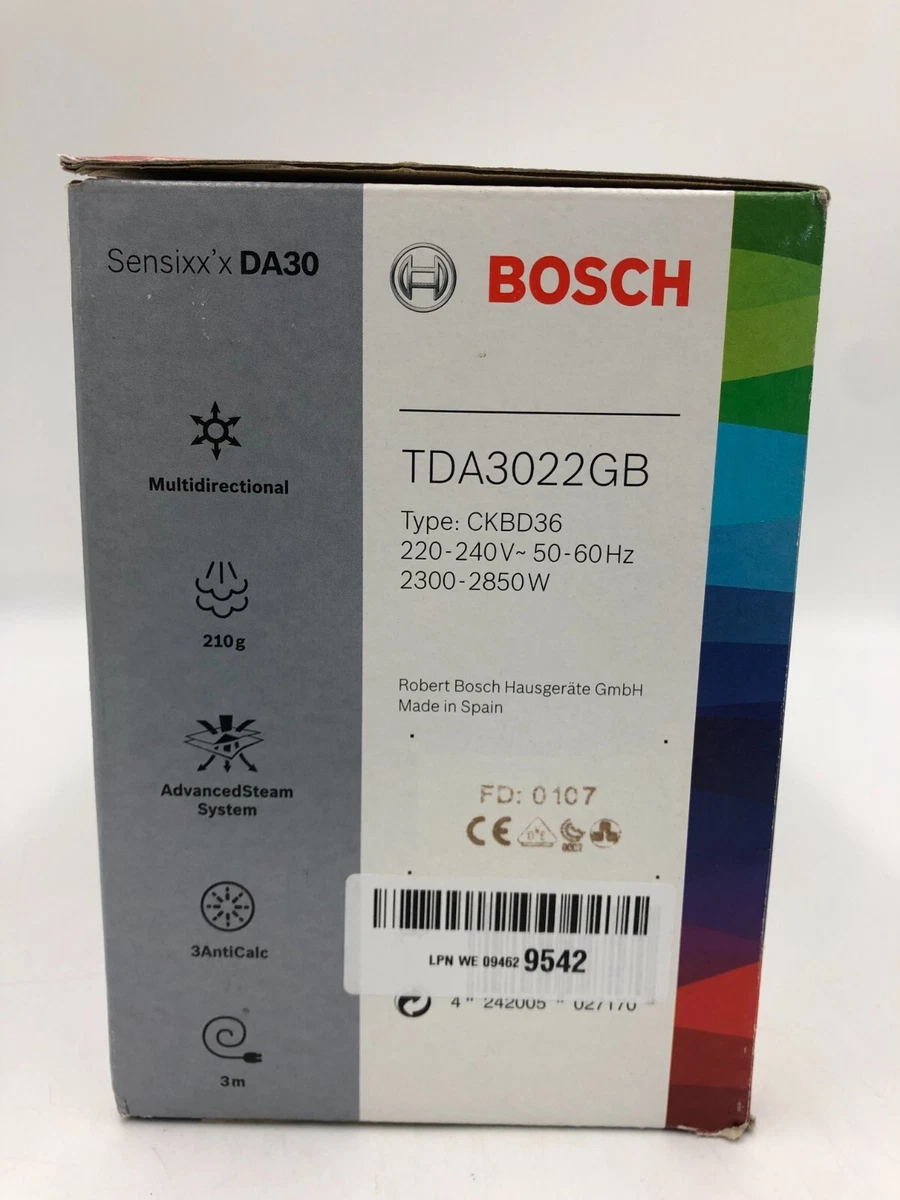 Sensixx'x DA30
Multidirectional
210g
AdvancedSteam
System
3AntiCalc
3m
BOSCH
TDA3022GB
Type: CKBD36
220-240V~ 50-60Hz
2300-2850W
Robert Bosch Hausgeräte GmbH
Made in Spain
FD: 0107
CE
LPN WE 09462 9542
4 242005 027170